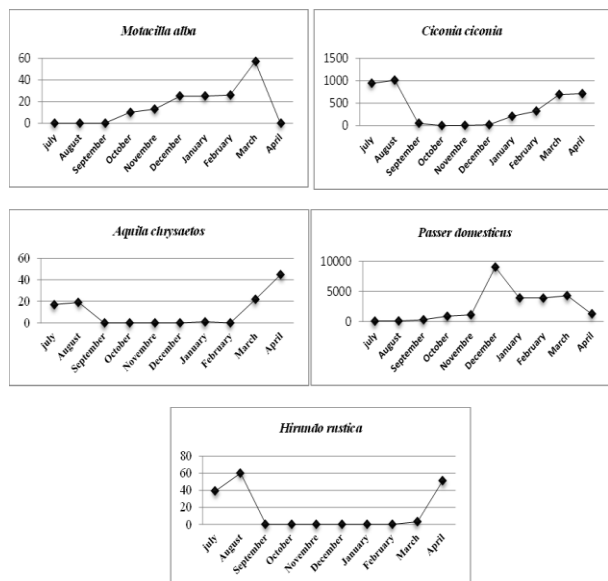 Motacilla alba
60
40
20
0
july
August
September
October
Novembre
December
January
February
March
April
Ciconia ciconia
1500
1000
500
0
july
August
September
October
Novembre
December
January
February
March
April
Aquila chrysaetos
60
40
20
0
july
August
September
October
Novembre
December
January
February
March
April
Passer domesticus
10000
5000
0
july
August
September
October
Novembre
December
January
February
March
April
Hirundo rustica
80
60
40
20
0
july
August
September
October
Novembre
December
January
February
March
April